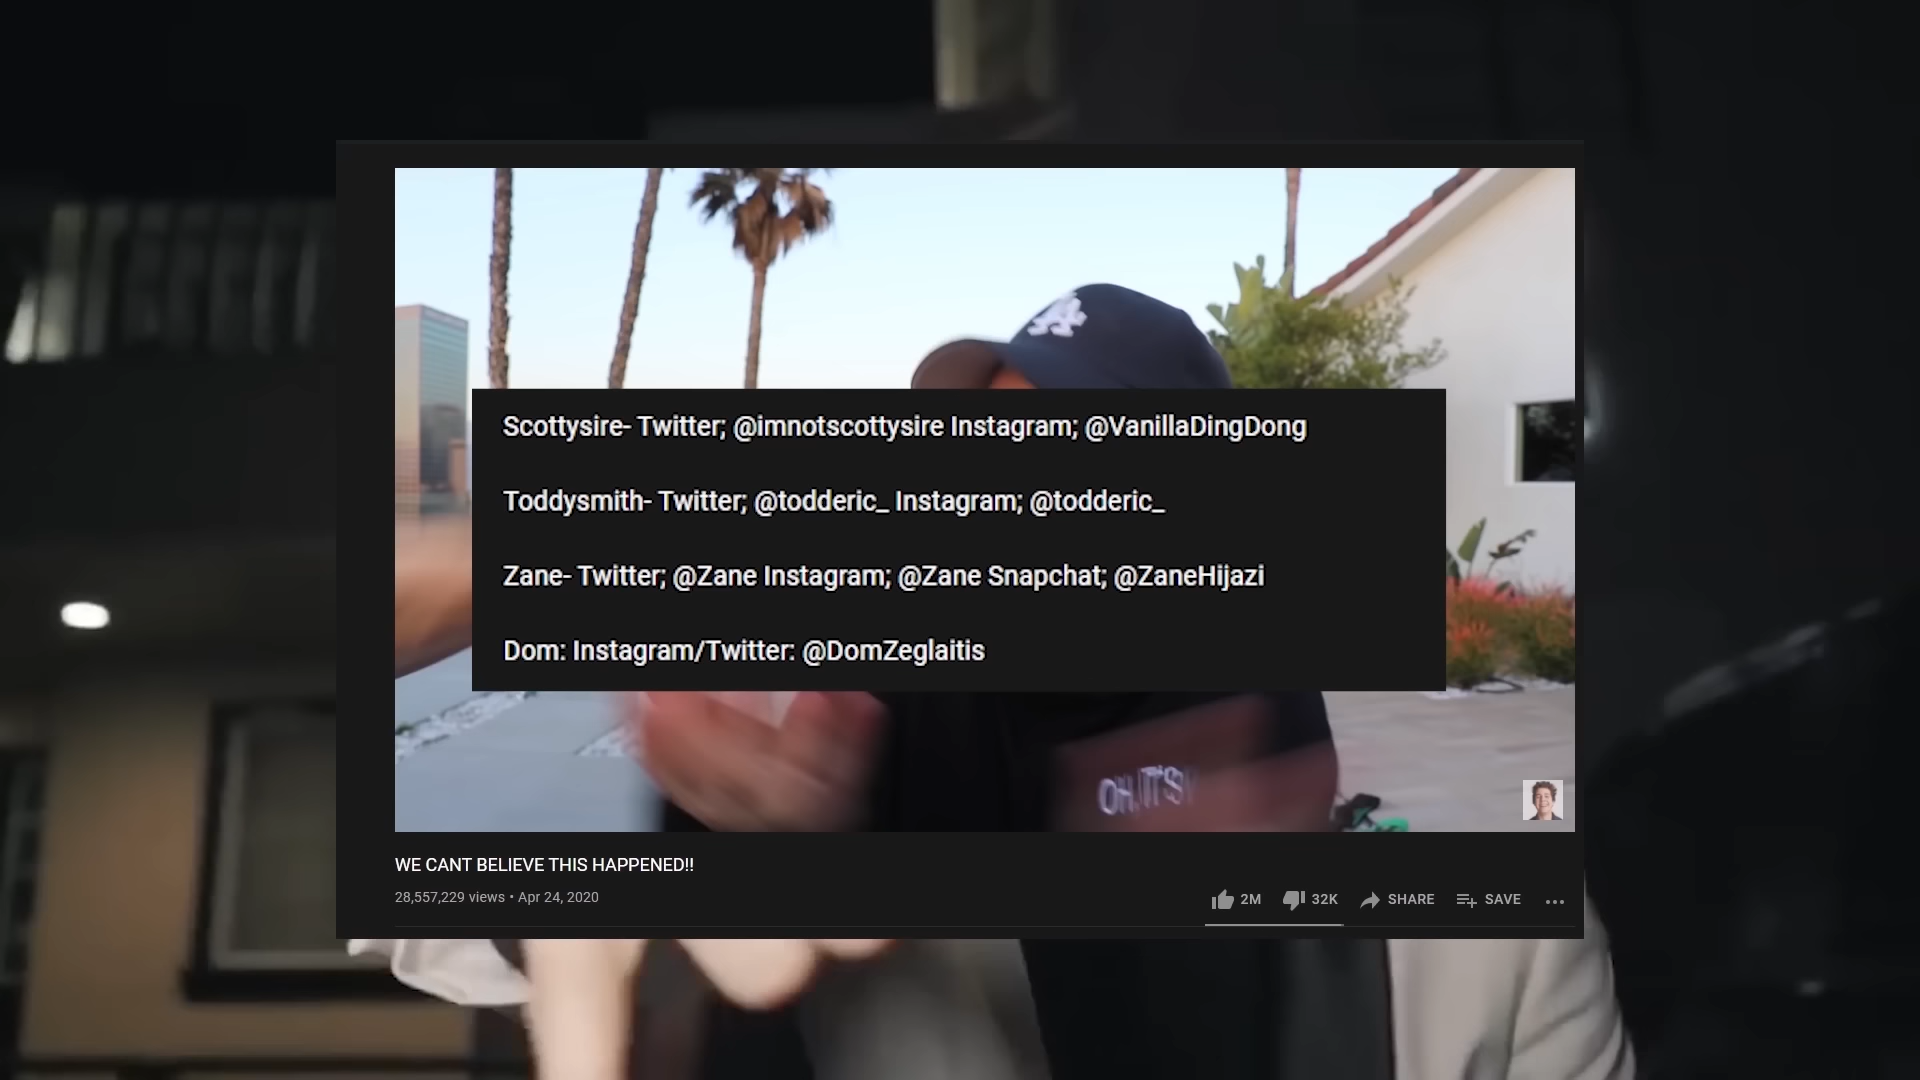 Scottysire- Twitter; @imnotscottysire Instagram; @VanillaDingDong
Toddysmith- Twitter; @todderic_ Instagram; @todderic_
Zane- Twitter; @Zane Instagram; @Zane Snapchat; @ZaneHijazi
Dom: Instagram/Twitter: @DomZeglaitis
WE CANT BELIEVE THIS HAPPENED!!
28,557,229 views • Apr 24, 2020
2M 32K SHARE SAVE